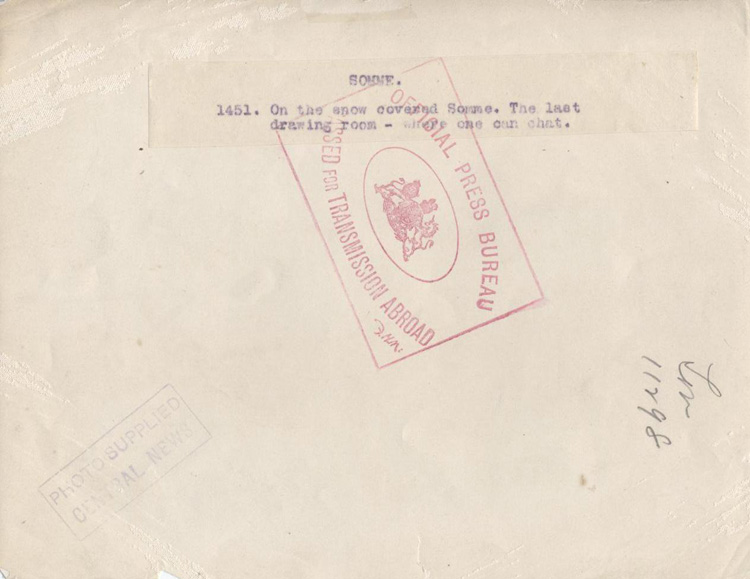 SOMME.
1451. On the snow covered Somme. The last
drawing room - where one can chat.
OFFICIAL PRESS BUREAU
PASSED FOR TRANSMISSION ABROAD
PHOTO SUPPLIED
CENTRAL NEWS
11298